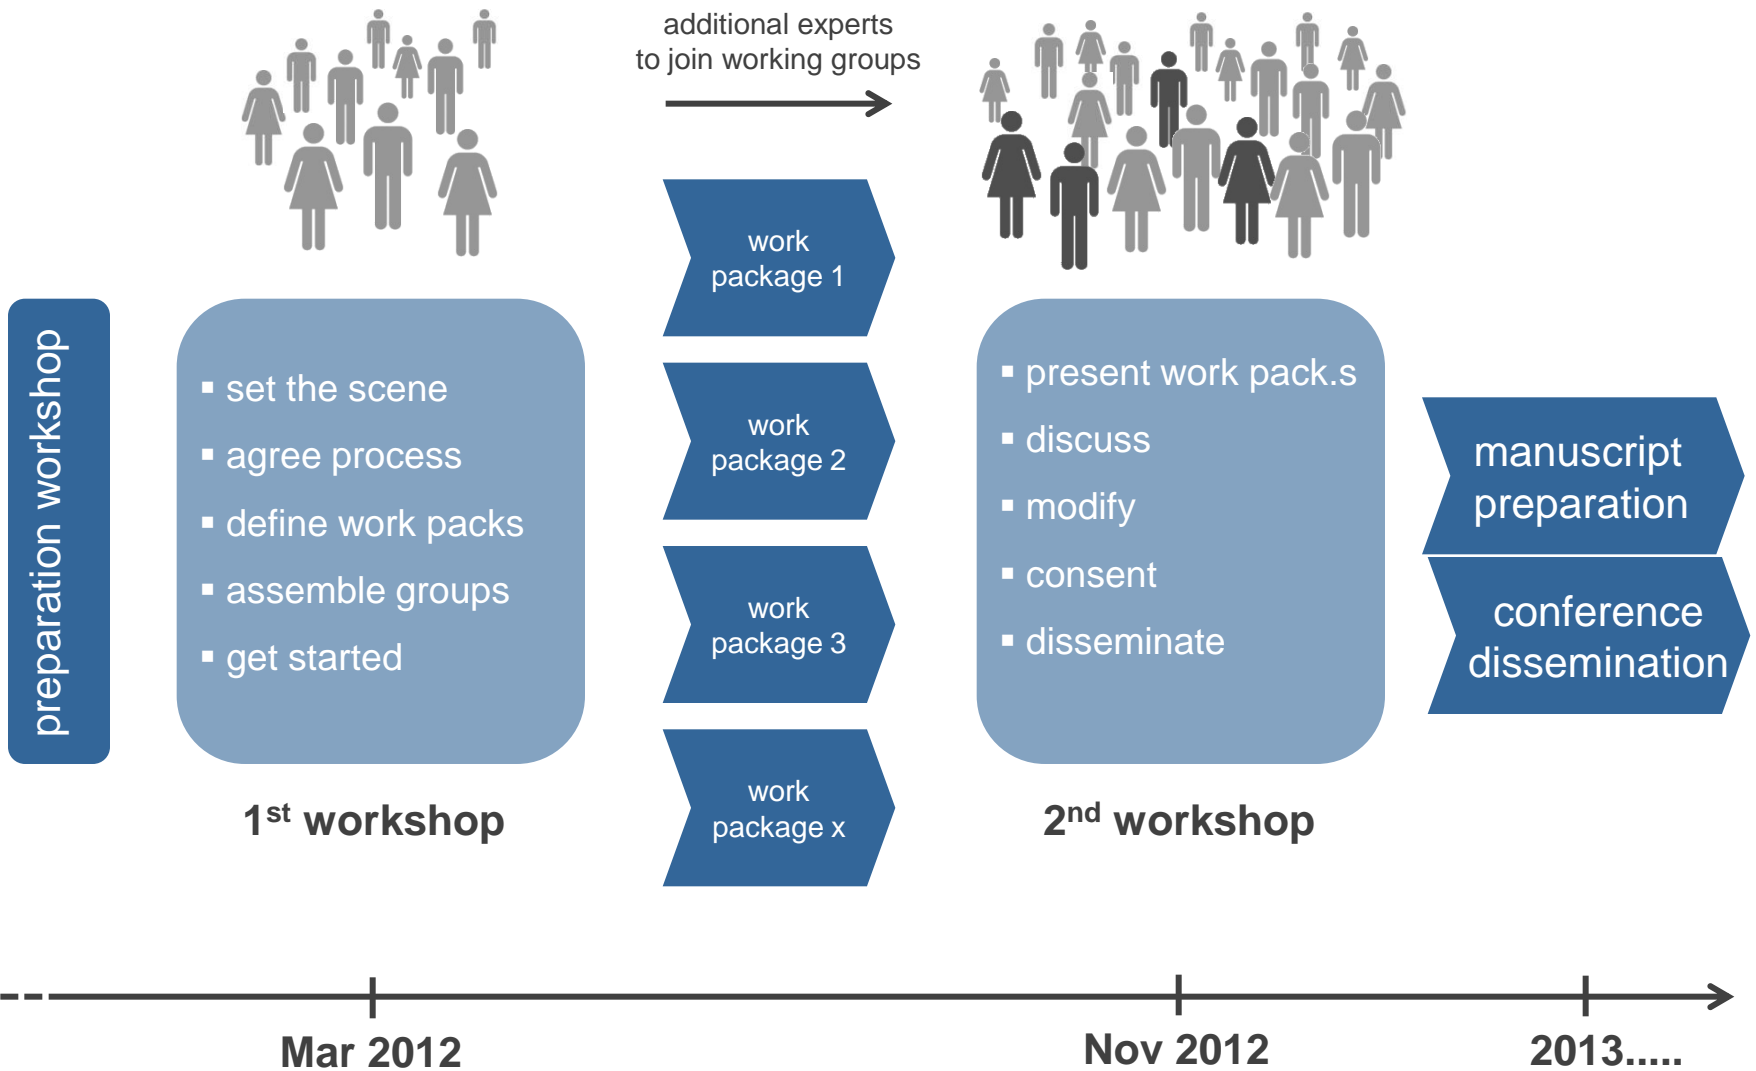 additional experts
to join working groups
preparation workshop
▪ set the scene
▪ agree process
▪ define work packs
▪ assemble groups
▪ get started
1st workshop
work
package 1
work
package 2
work
package 3
work
package x
▪ present work pack.s
▪ discuss
▪ modify
▪ consent
▪ disseminate
2nd workshop
manuscript
preparation
conference
dissemination
Mar 2012
Nov 2012
2013.....